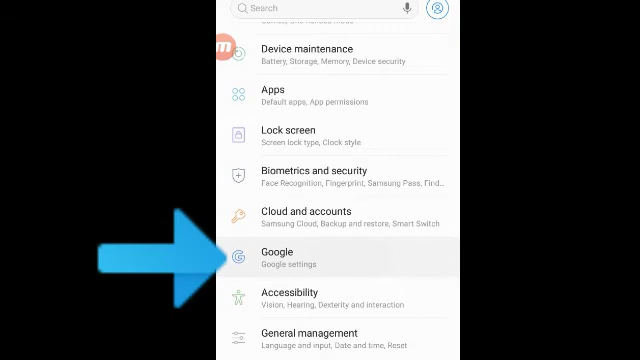 Search
Device maintenance
Battery, Storage, Memory, Device security
Apps
Default apps, App permissions
Lock screen
Screen lock type, Clock style
Biometrics and security
Face Recognition, Fingerprint, Samsung Pass, Find...
Cloud and accounts
Samsung Cloud, Backup and restore, Smart Switch
Google
Google settings
Accessibility
Vision, Hearing, Dexterity and interaction
General management
Language and input, Date and time, Reset